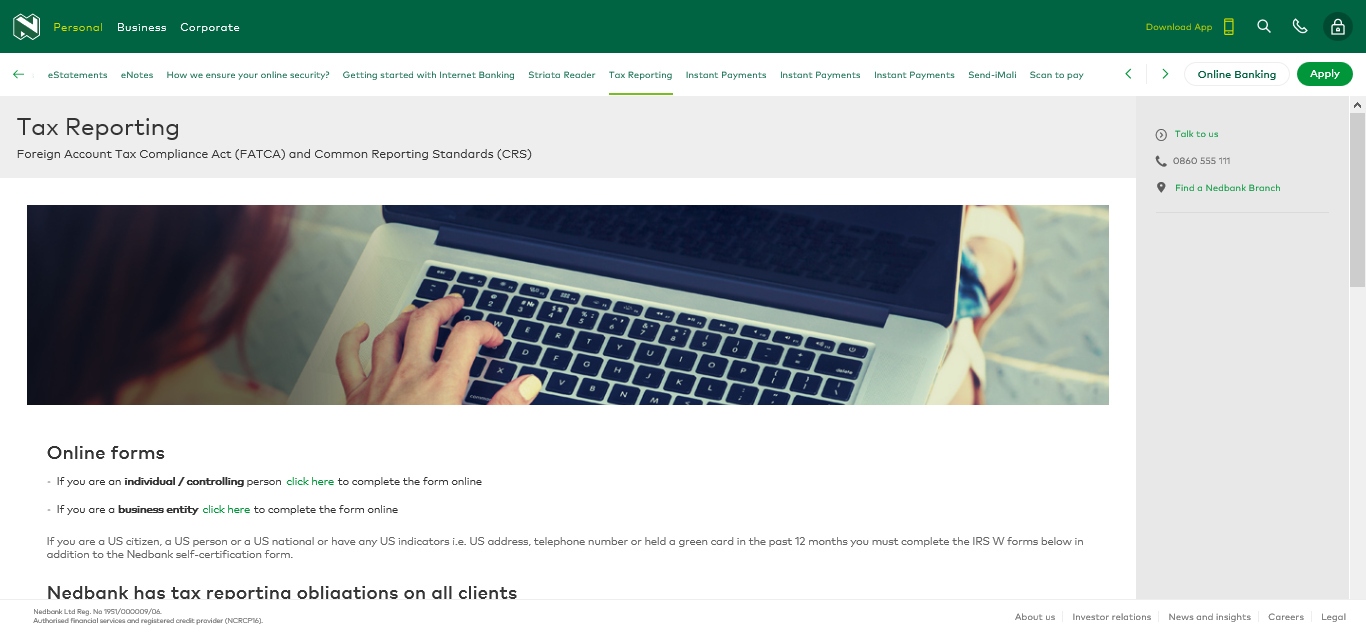 Personal Business Corporate
Download App
eStatements eNotes How we ensure your online security? Getting started with Internet Banking Striata Reader Tax Reporting Instant Payments Instant Payments Instant Payments Send-iMali Scan to pay
Online Banking Apply
Tax Reporting
Foreign Account Tax Compliance Act (FATCA) and Common Reporting Standards (CRS)
Talk to us
0860 555 111
Find a Nedbank Branch
Online forms
- If you are an individual / controlling person click here to complete the form online
- If you are a business entity click here to complete the form online
If you are a US citizen, a US person or a US national or have any US indicators i.e. US address, telephone number or held a green card in the past 12 months you must complete the IRS W forms below in
addition to the Nedbank self-certification form.
Nedbank has tax reporting obligations on all clients
Nedbank Ltd Reg. No 1951/000009/06.
Authorised financial services and registered credit provider (NCRCP16).
About us Investor relations News and insights Careers Legal